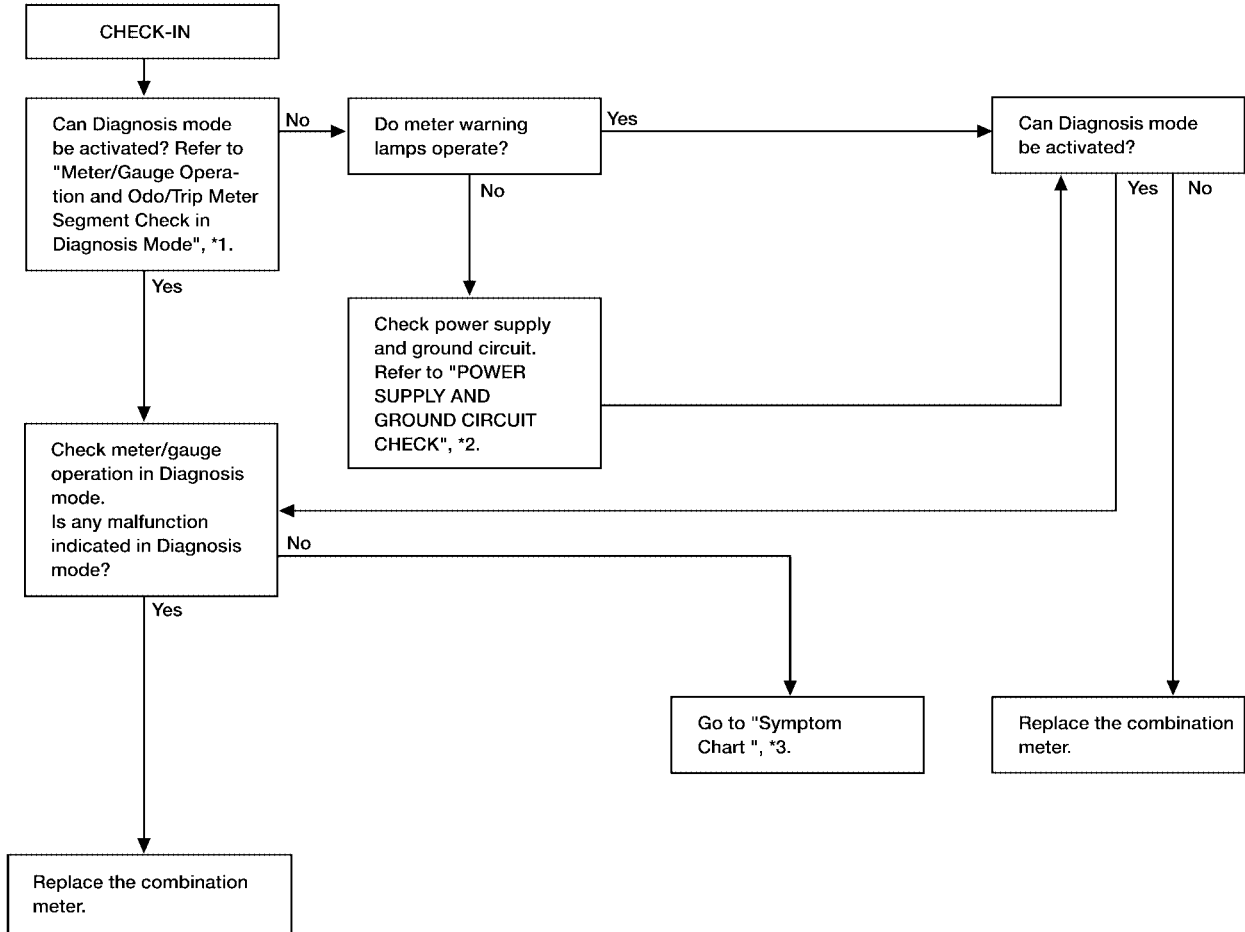 CHECK-IN
Can Diagnosis mode
be activated? Refer to
"Meter/Gauge Opera-
tion and Odo/Trip Meter
Segment Check in
Diagnosis Mode", *1.
No
Do meter warning
lamps operate?
Yes
Can Diagnosis mode
be activated?
Yes
No
No
Yes
Check power supply
and ground circuit.
Refer to "POWER
SUPPLY AND
GROUND CIRCUIT
CHECK", *2.
Check meter/gauge
operation in Diagnosis
mode.
Is any malfunction
indicated in Diagnosis
mode?
No
Yes
Go to "Symptom
Chart ", *3.
Replace the combination
meter.
Replace the combination
meter.